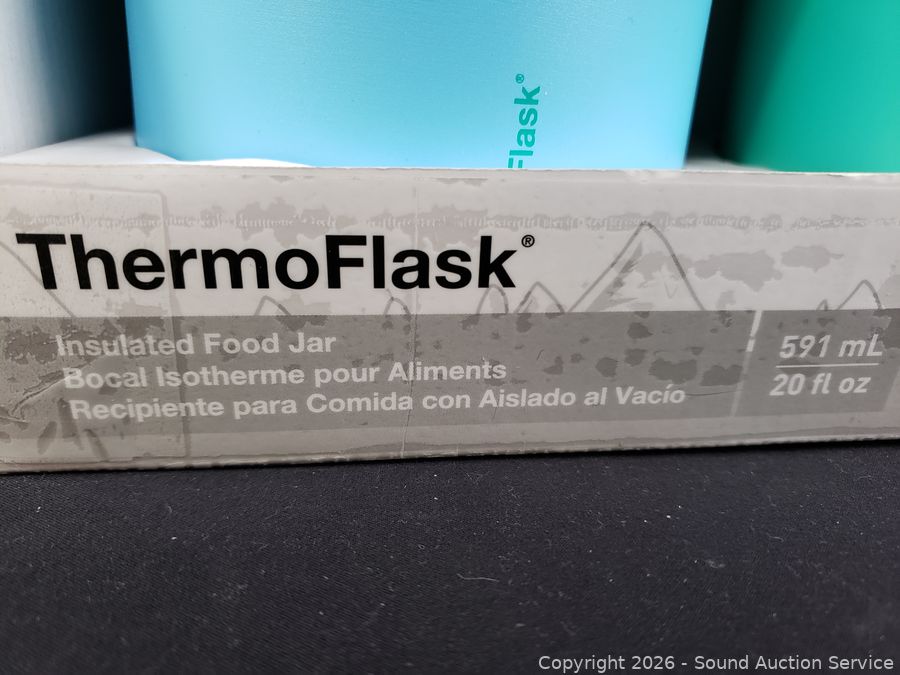 Flask®
ThermoFlask®
Insulated Food Jar
Bocal Isotherme pour Aliments
Recipiente para Comida con Aislado al Vacío
591 mL
20 fl oz
Copyright 2026 - Sound Auction Service